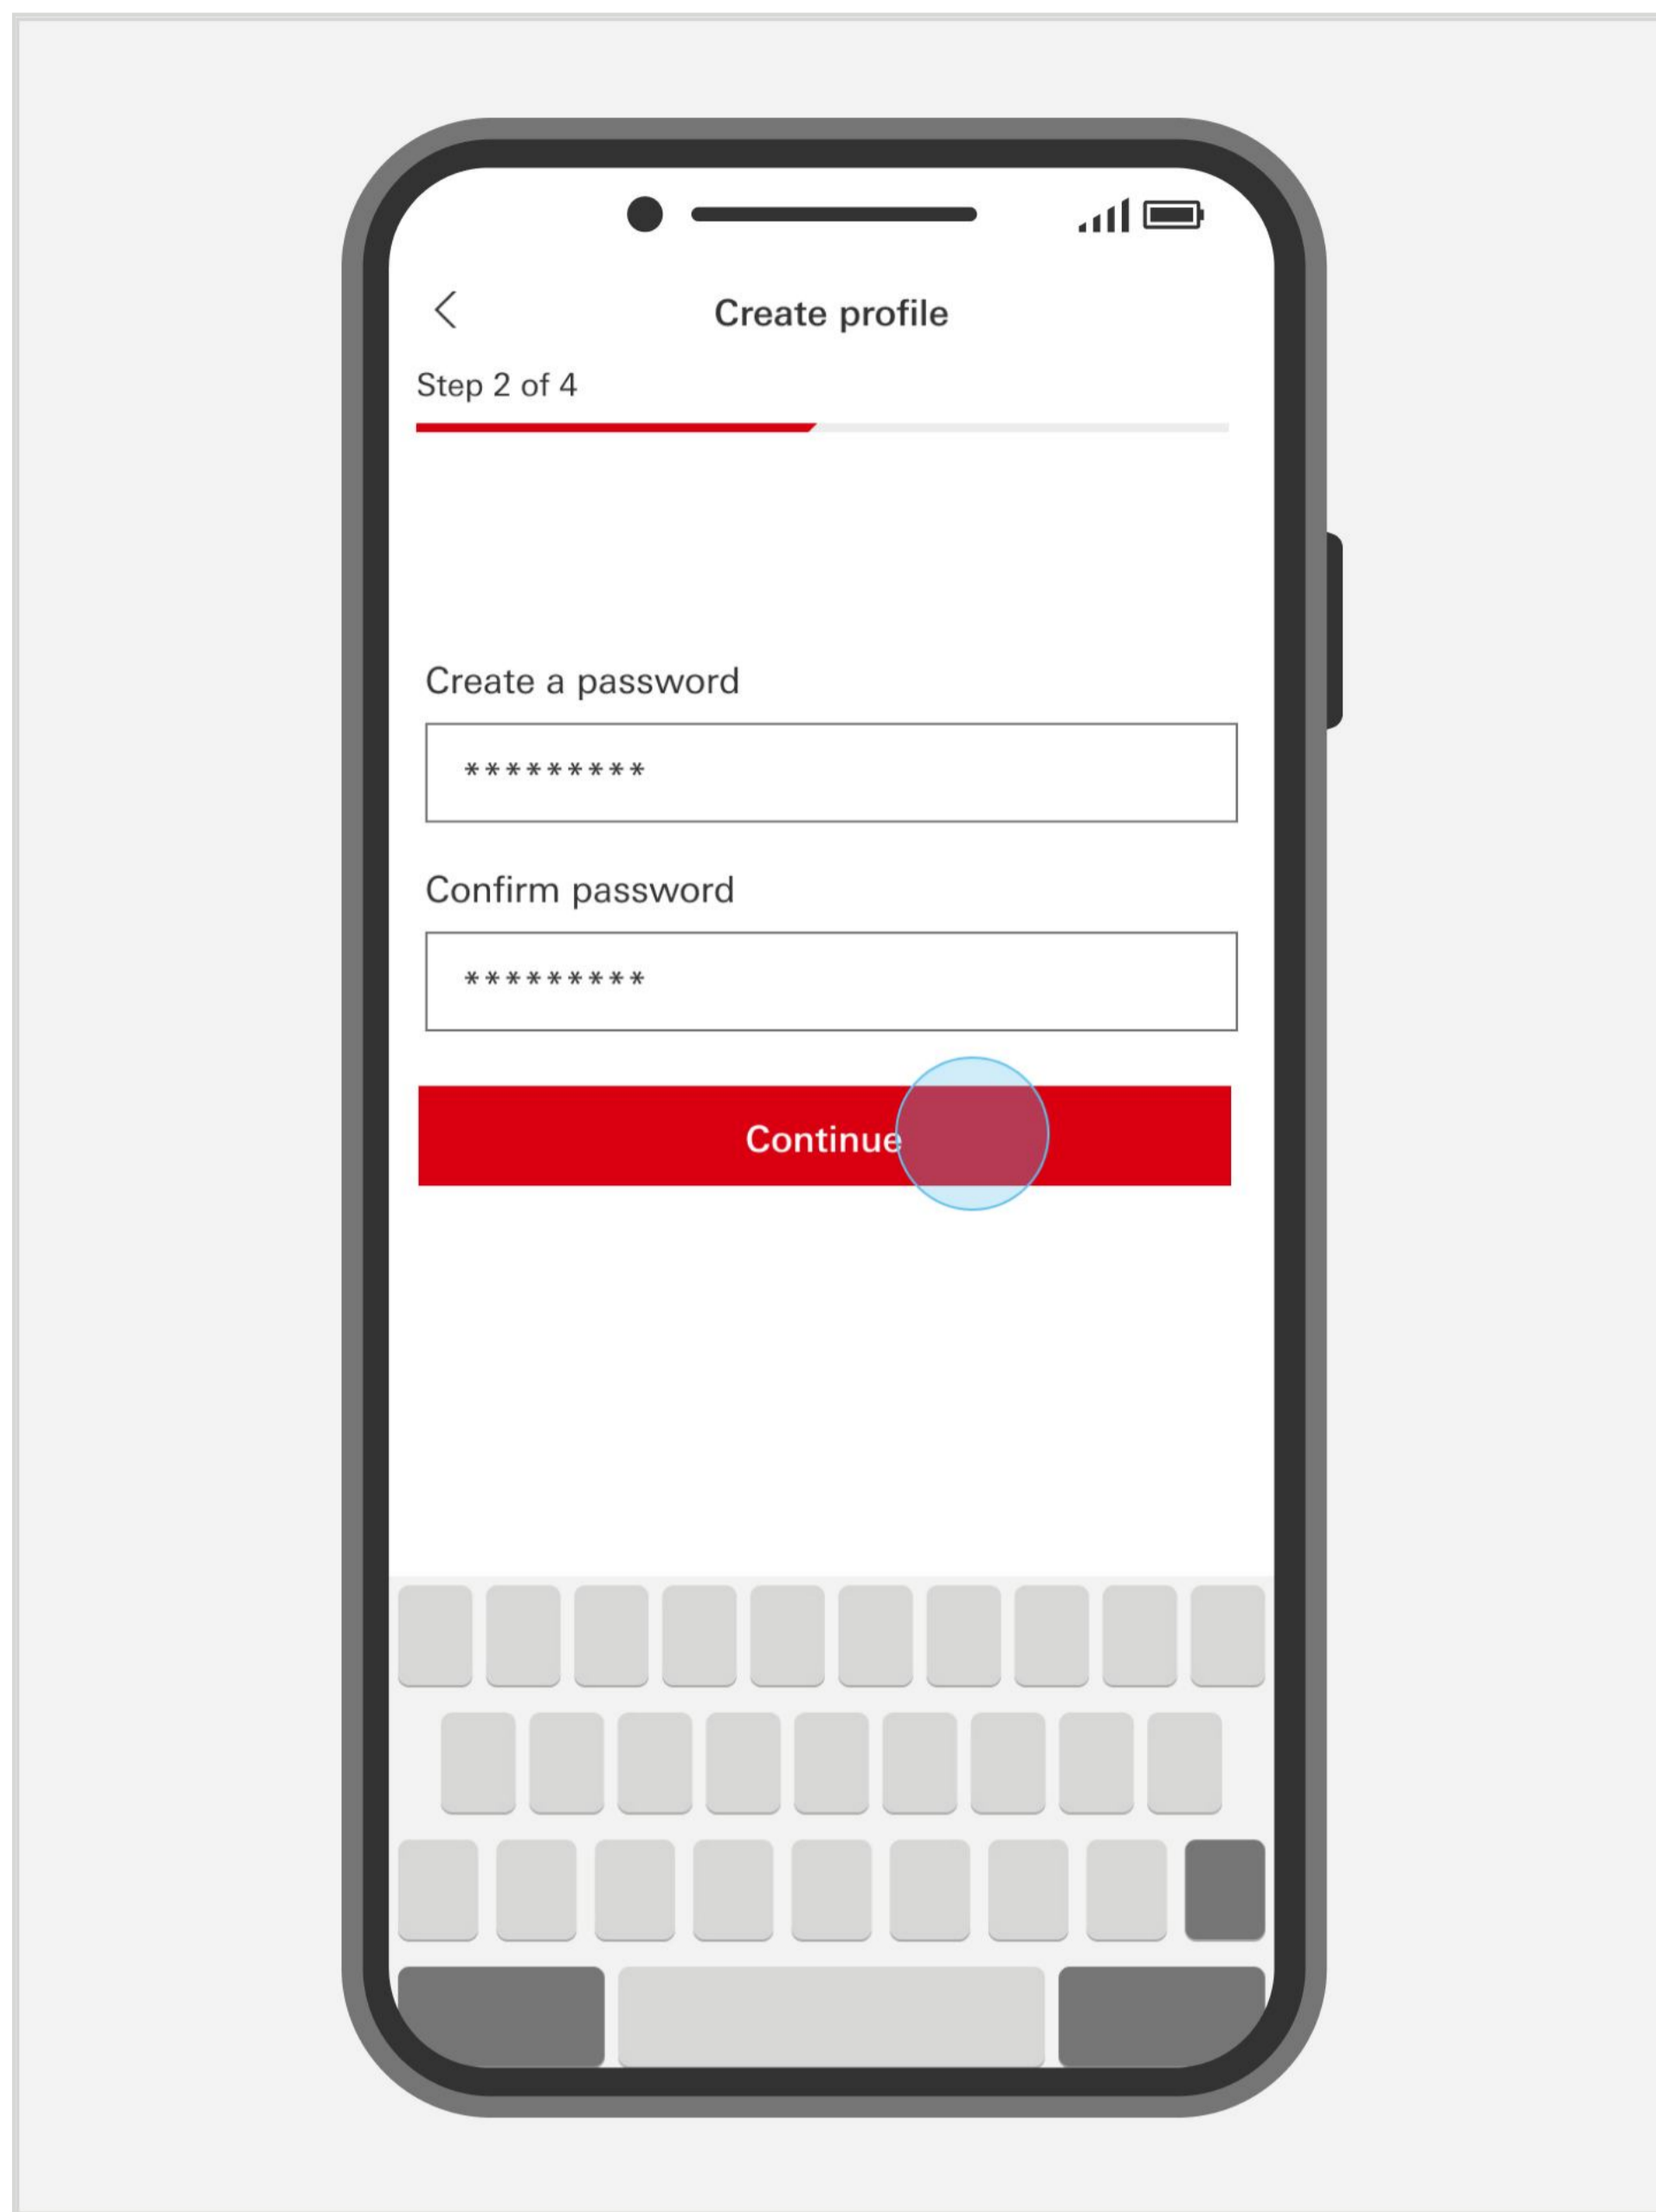 Create profile
Step 2 of 4
Create a password
*********
Confirm password
*********
Continue